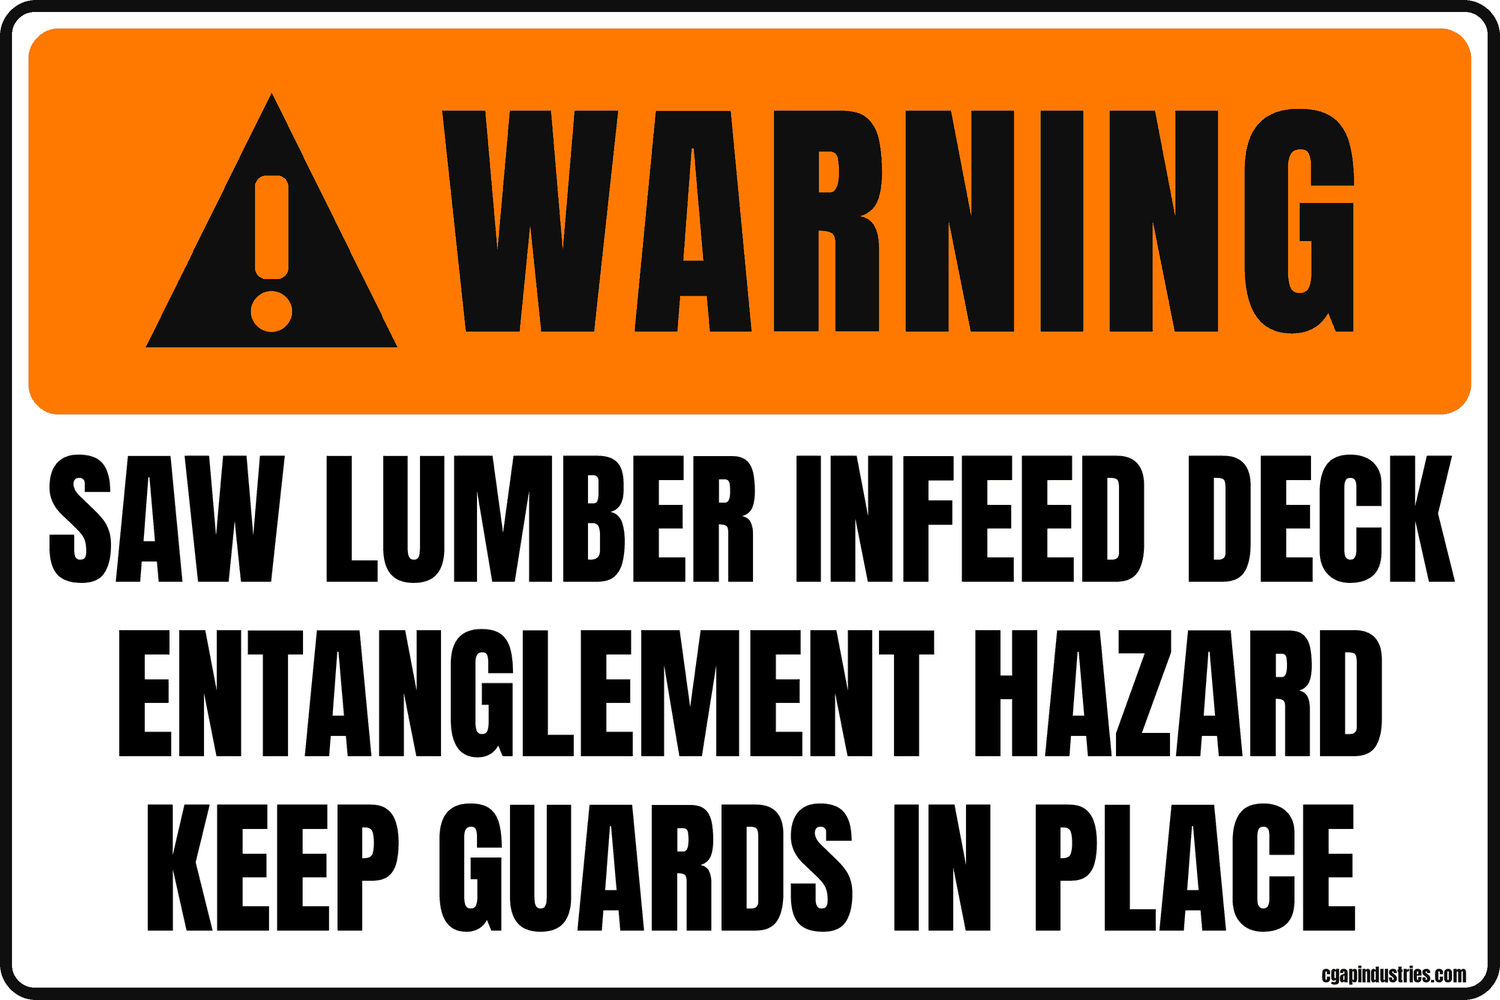 WARNING
SAW LUMBER INFEED DECK
ENTANGLEMENT HAZARD
KEEP GUARDS IN PLACE
cgapindustries.com